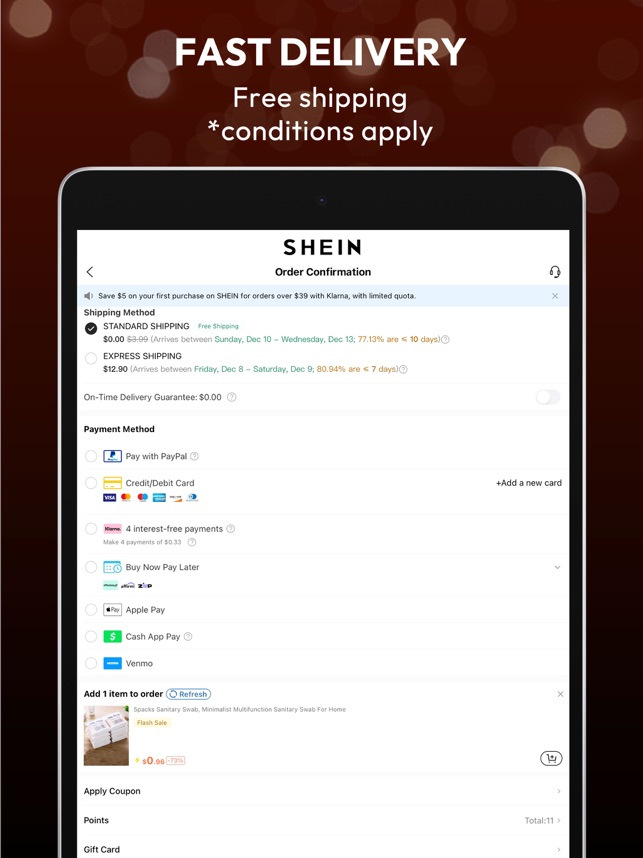 FAST DELIVERY
Free shipping
*conditions apply
SHEIN
Order Confirmation
Save $5 on your first purchase on SHEIN for orders over $39 with Klarna, with limited quota.
Shipping Method
STANDARD SHIPPING Free Shipping
$0.00 $3.99 (Arrives between Sunday, Dec 10 – Wednesday, Dec 13; 77.13% are ≤ 10 days)
EXPRESS SHIPPING
$12.90 (Arrives between Friday, Dec 8 – Saturday, Dec 9; 80.94% are ≤ 7 days)
On-Time Delivery Guarantee: $0.00
Payment Method
Pay with PayPal
Credit/Debit Card +Add a new card
VISA
Klarna. 4 interest-free payments
Make 4 payments of $0.33
Buy Now Pay Later
affirm ZIP
Pay Apple Pay
$ Cash App Pay
Venmo
Add 1 item to order Refresh
5packs Sanitary Swab, Minimalist Multifunction Sanitary Swab For Home
Flash Sale
$0.96 -73%
Apply Coupon
Points Total:11
Gift Card